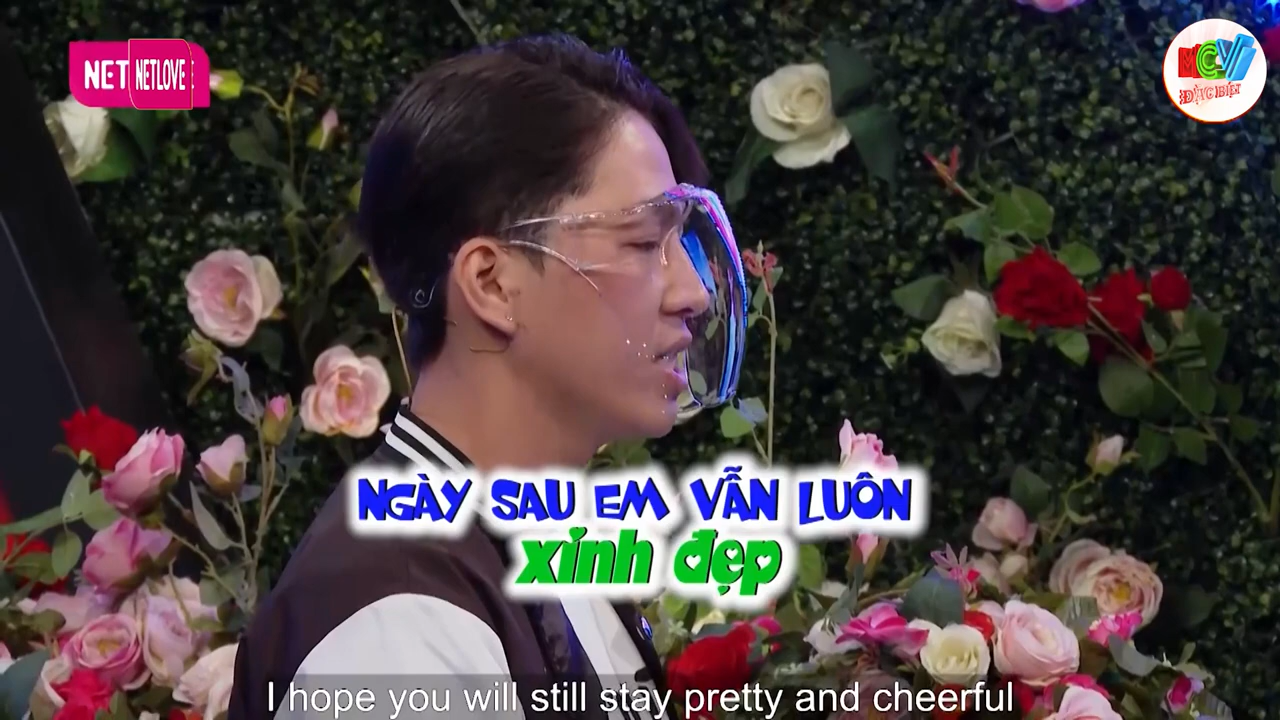 NET NETLOVE
MCV
ĐẶC BIỆT
NGÀY SAU EM VẪN LUÔN
xinh đẹp
I hope you will still stay pretty and cheerful